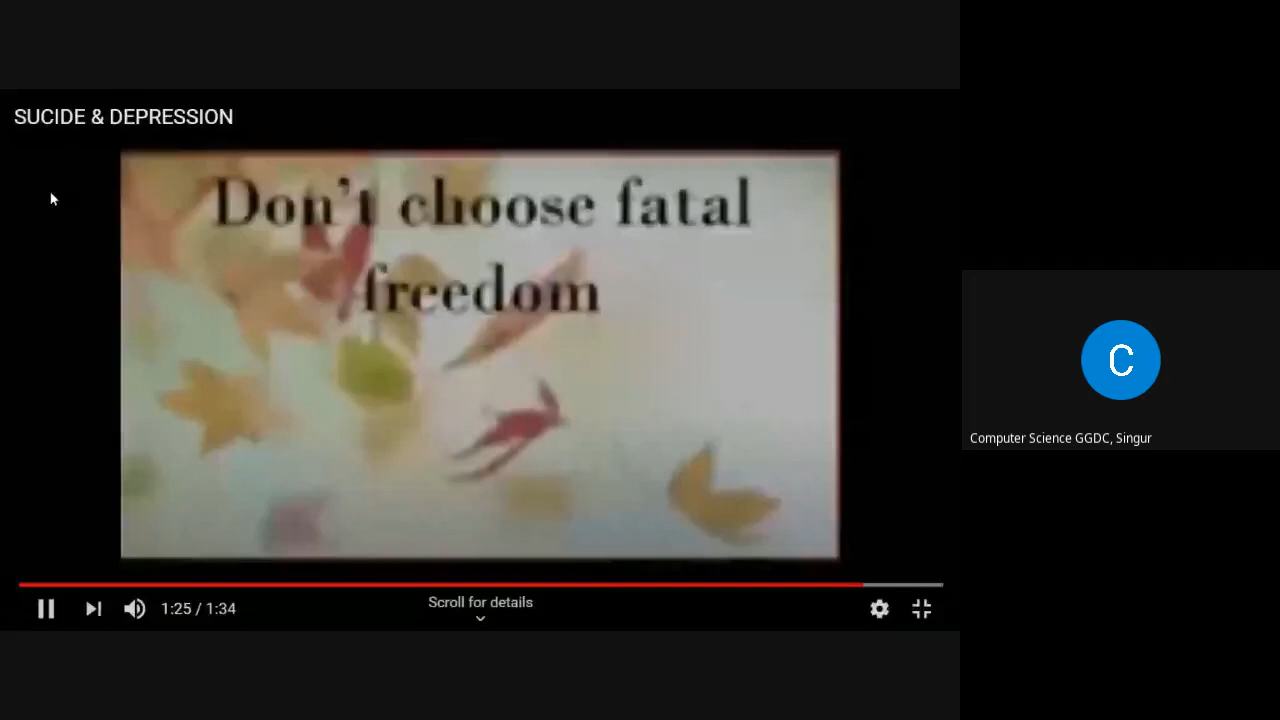 SUCIDE & DEPRESSION
Don't choose fatal
freedom
C
Computer Science GGDC, Singur
1:25 / 1:34
Scroll for details